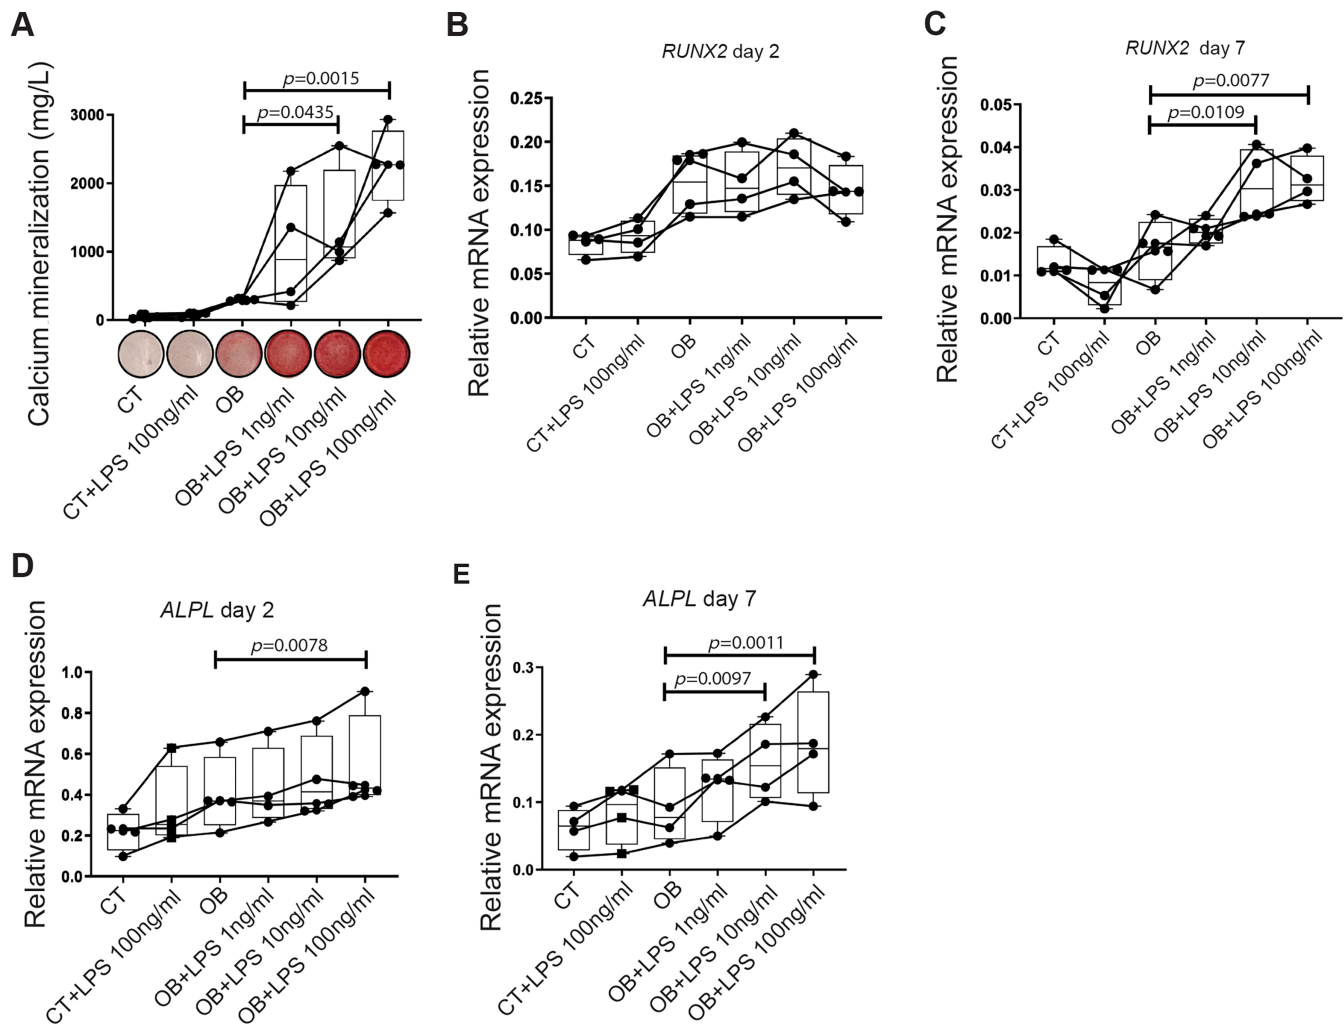 A
Calcium mineralization (mg/L)
p=0.0015
p=0.0435
3000
2000
1000
0
CT
CT+LPS 100ng/ml
OB
OB+LPS 1ng/ml
OB+LPS 10ng/ml
OB+LPS 100ng/ml
B
RUNX2 day 2
Relative mRNA expression
0.25
0.20
0.15
0.10
0.05
0.00
CT
CT+LPS 100ng/ml
OB
OB+LPS 1ng/ml
OB+LPS 10ng/ml
OB+LPS 100ng/ml
C
RUNX2 day 7
Relative mRNA expression
p=0.0077
p=0.0109
0.05
0.04
0.03
0.02
0.01
0.00
CT
CT+LPS 100ng/ml
OB
OB+LPS 1ng/ml
OB+LPS 10ng/ml
OB+LPS 100ng/ml
D
ALPL day 2
Relative mRNA expression
p=0.0078
1.0
0.8
0.6
0.4
0.2
0.0
CT
CT+LPS 100ng/ml
OB
OB+LPS 1ng/ml
OB+LPS 10ng/ml
OB+LPS 100ng/ml
E
ALPL day 7
Relative mRNA expression
p=0.0011
p=0.0097
0.3
0.2
0.1
0.0
CT
CT+LPS 100ng/ml
OB
OB+LPS 1ng/ml
OB+LPS 10ng/ml
OB+LPS 100ng/ml